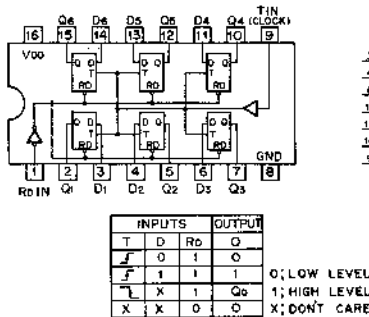 Q6 D6 D5 Q5 D4 Q4 TIN (CLOCK)
16 15 14 13 12 11 10 9
VDD
Q D Q D D Q
T T T
RD RD RD
Q D D Q D Q
T T T
RD RD RD
GND
1 2 3 4 5 6 7 8
RD IN Q1 D1 D2 Q2 D3 Q3
INPUTS OUTPUT
T D RD Q
0 1 0
1 1 1
X 1 Q0
X X 0 0
0; LOW LEVEL
1; HIGH LEVEL
X; DON'T CARE